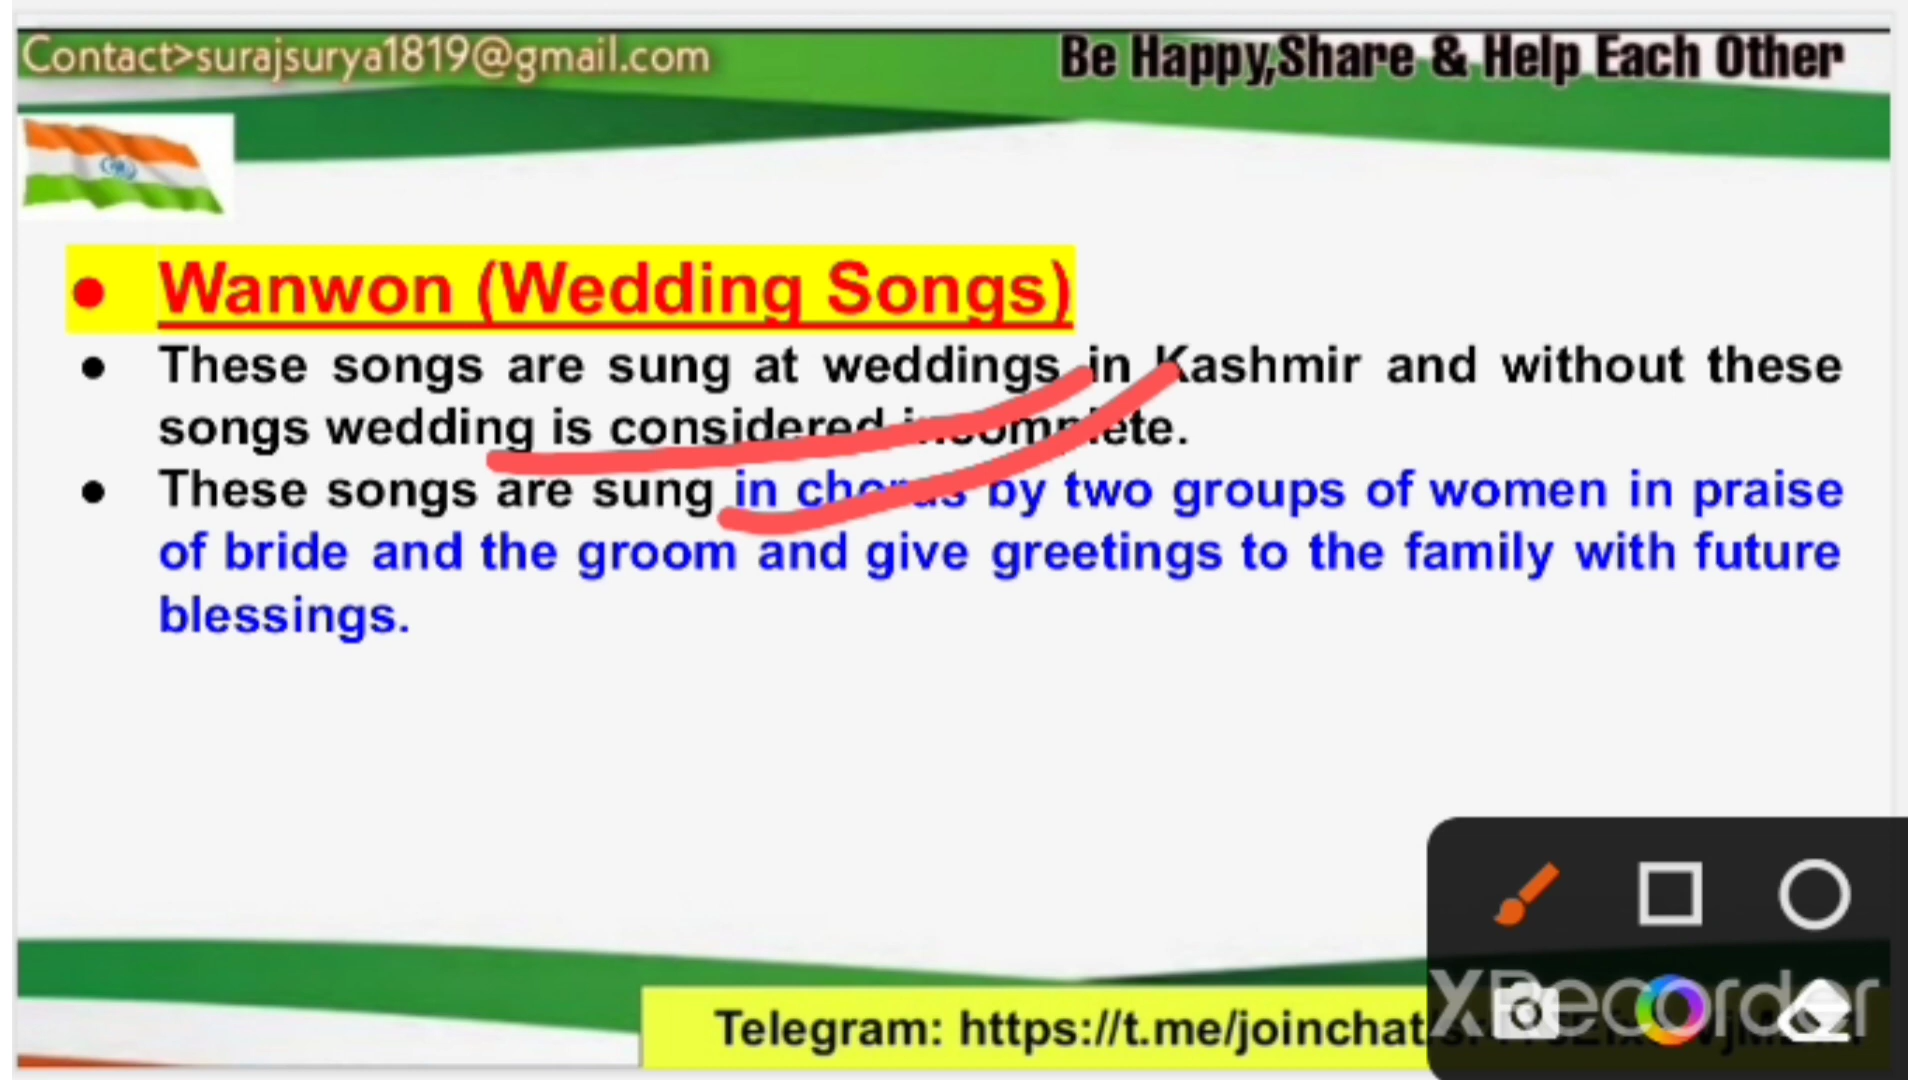 Contact>surajsurya1819@gmail.com
Be Happy,Share & Help Each Other
• Wanwon (Wedding Songs)
● These songs are sung at weddings in Kashmir and without these
songs wedding is considered incomplete.
● These songs are sung in chorus by two groups of women in praise
of bride and the groom and give greetings to the family with future
blessings.
Telegram: https://t.me/joinchat/
XRecorder